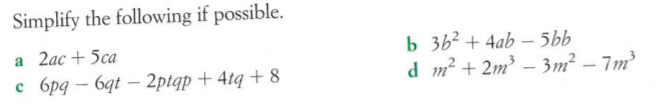 Simplify the following if possible.
a 2ac + 5ca
b 3b² + 4ab – 5bb
c 6pq – 6qt – 2ptqp + 4tq + 8
d m² + 2m³ – 3m² – 7m³